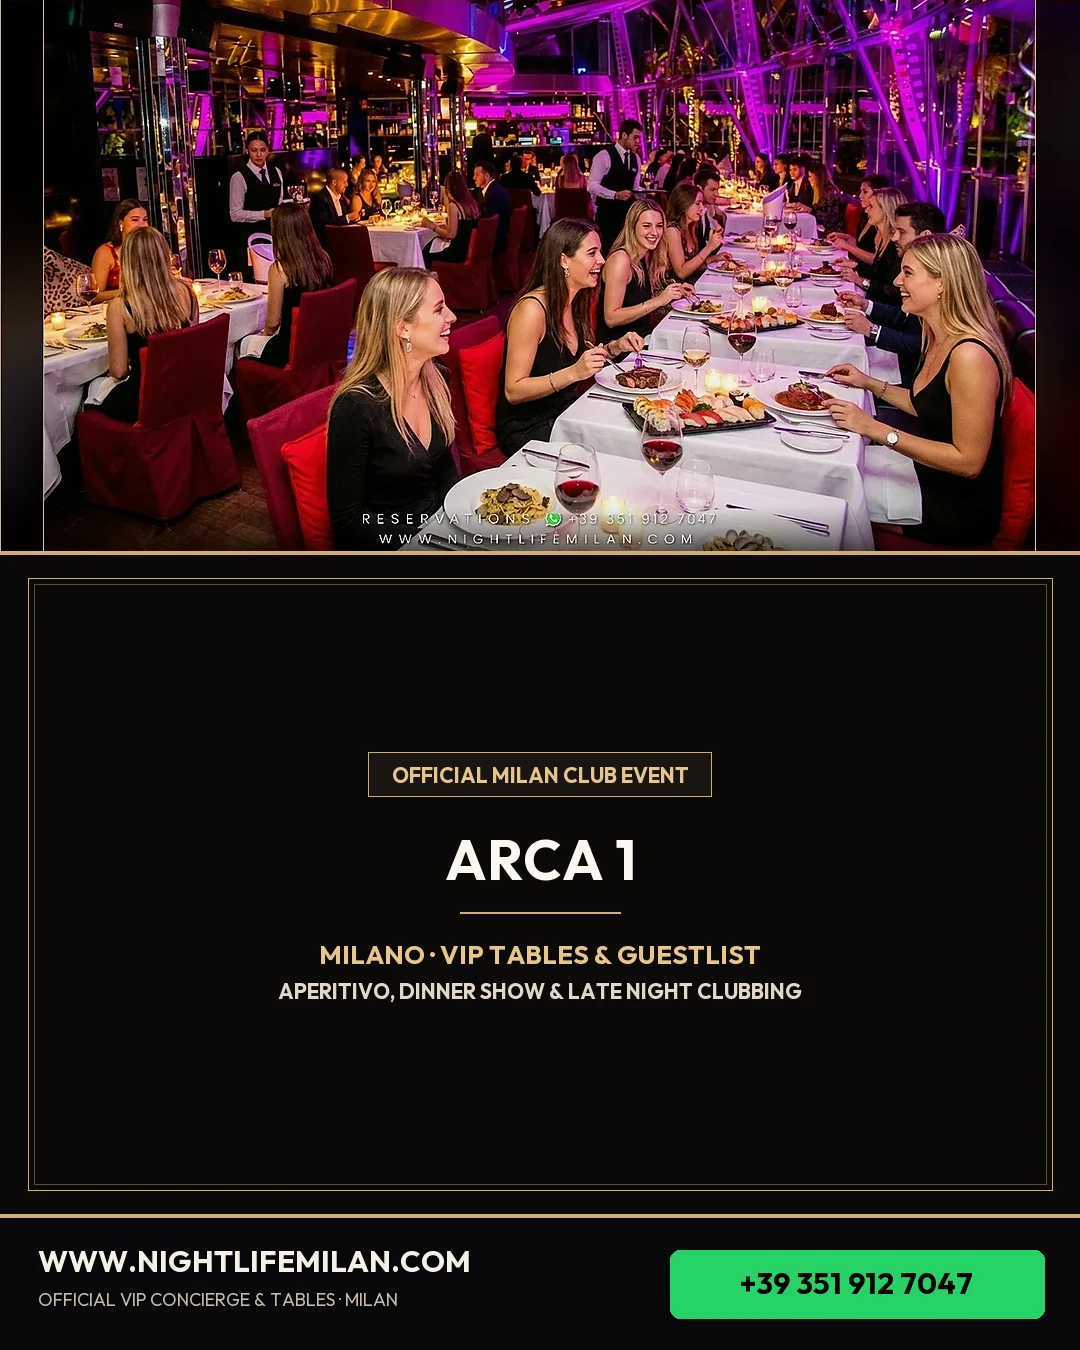 RESERVATIONS +39 351 912 7047
WWW.NIGHTLIFEMILAN.COM
OFFICIAL MILAN CLUB EVENT
ARCA 1
MILANO · VIP TABLES & GUESTLIST
APERITIVO, DINNER SHOW & LATE NIGHT CLUBBING
WWW.NIGHTLIFEMILAN.COM
OFFICIAL VIP CONCIERGE & TABLES · MILAN
+39 351 912 7047